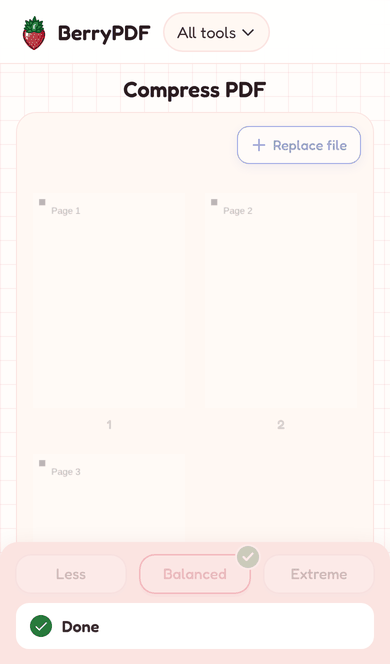 BerryPDF All tools
Compress PDF
Replace file
Page 1 Page 2
1 2
Page 3
Less Balanced Extreme
Done